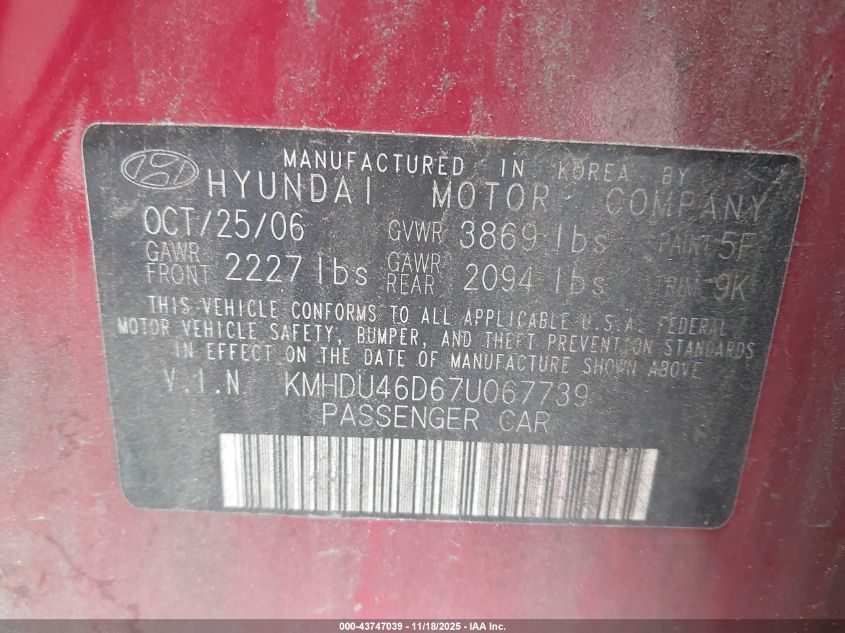 MANUFACTURED IN KOREA BY
HYUNDAI MOTOR COMPANY
OCT/25/06 GVWR 3869 lbs PAINT 5F
GAWR FRONT 2227 lbs GAWR REAR 2094 lbs TRIM 9K
THIS VEHICLE CONFORMS TO ALL APPLICABLE U.S.A. FEDERAL
MOTOR VEHICLE SAFETY, BUMPER, AND THEFT PREVENTION STANDARDS
IN EFFECT ON THE DATE OF MANUFACTURE SHOWN ABOVE
V.I.N KMHDU46D67U067739
PASSENGER CAR
000-43747039 - 11/18/2025 - IAA Inc.